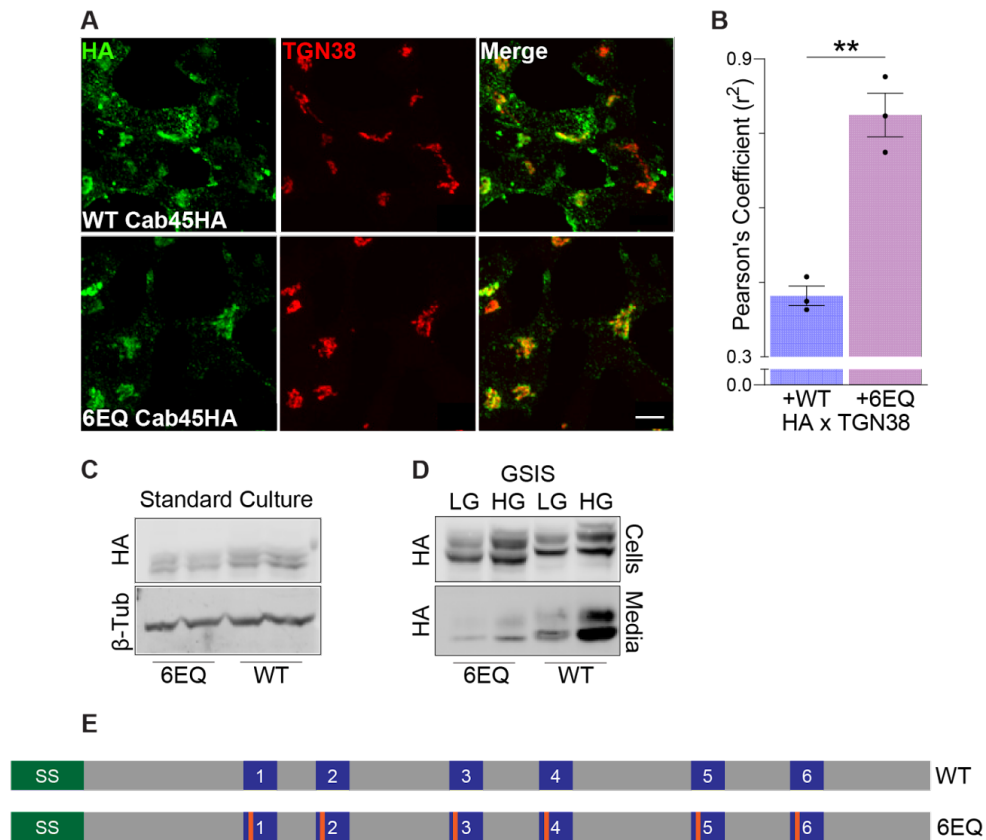 A
HA
TGN38
Merge
WT Cab45HA
6EQ Cab45HA
B
**
0.9
Pearson's Coefficient (r²)
0.3
0.0
+WT +6EQ
HA x TGN38
C
Standard Culture
HA
β-Tub
6EQ WT
D
GSIS
LG HG LG HG
HA
Cells
HA
Media
6EQ WT
E
SS 1 2 3 4 5 6 WT
SS 1 2 3 4 5 6 6EQ